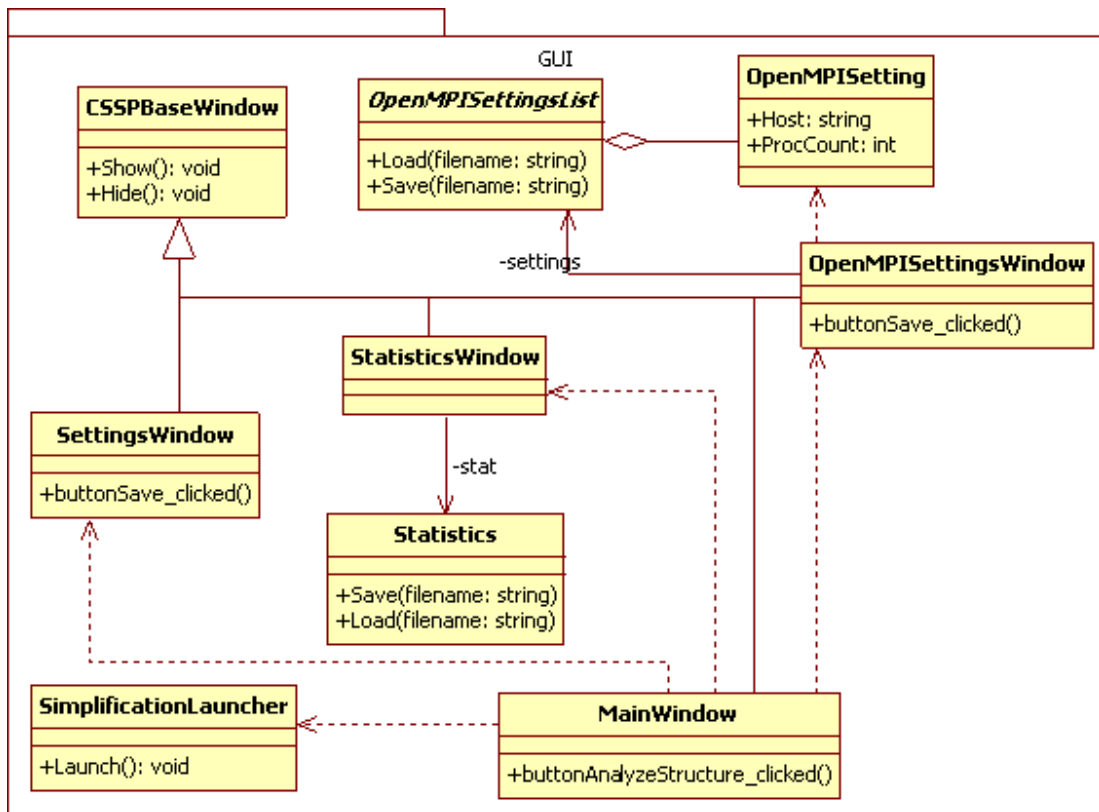 GUI
CSSPBaseWindow
+Show(): void
+Hide(): void
OpenMPISettingsList
+Load(filename: string)
+Save(filename: string)
OpenMPISetting
+Host: string
+ProcCount: int
-settings
OpenMPISettingsWindow
+buttonSave_clicked()
StatisticsWindow
SettingsWindow
+buttonSave_clicked()
-stat
Statistics
+Save(filename: string)
+Load(filename: string)
SimplificationLauncher
+Launch(): void
MainWindow
+buttonAnalyzeStructure_clicked()